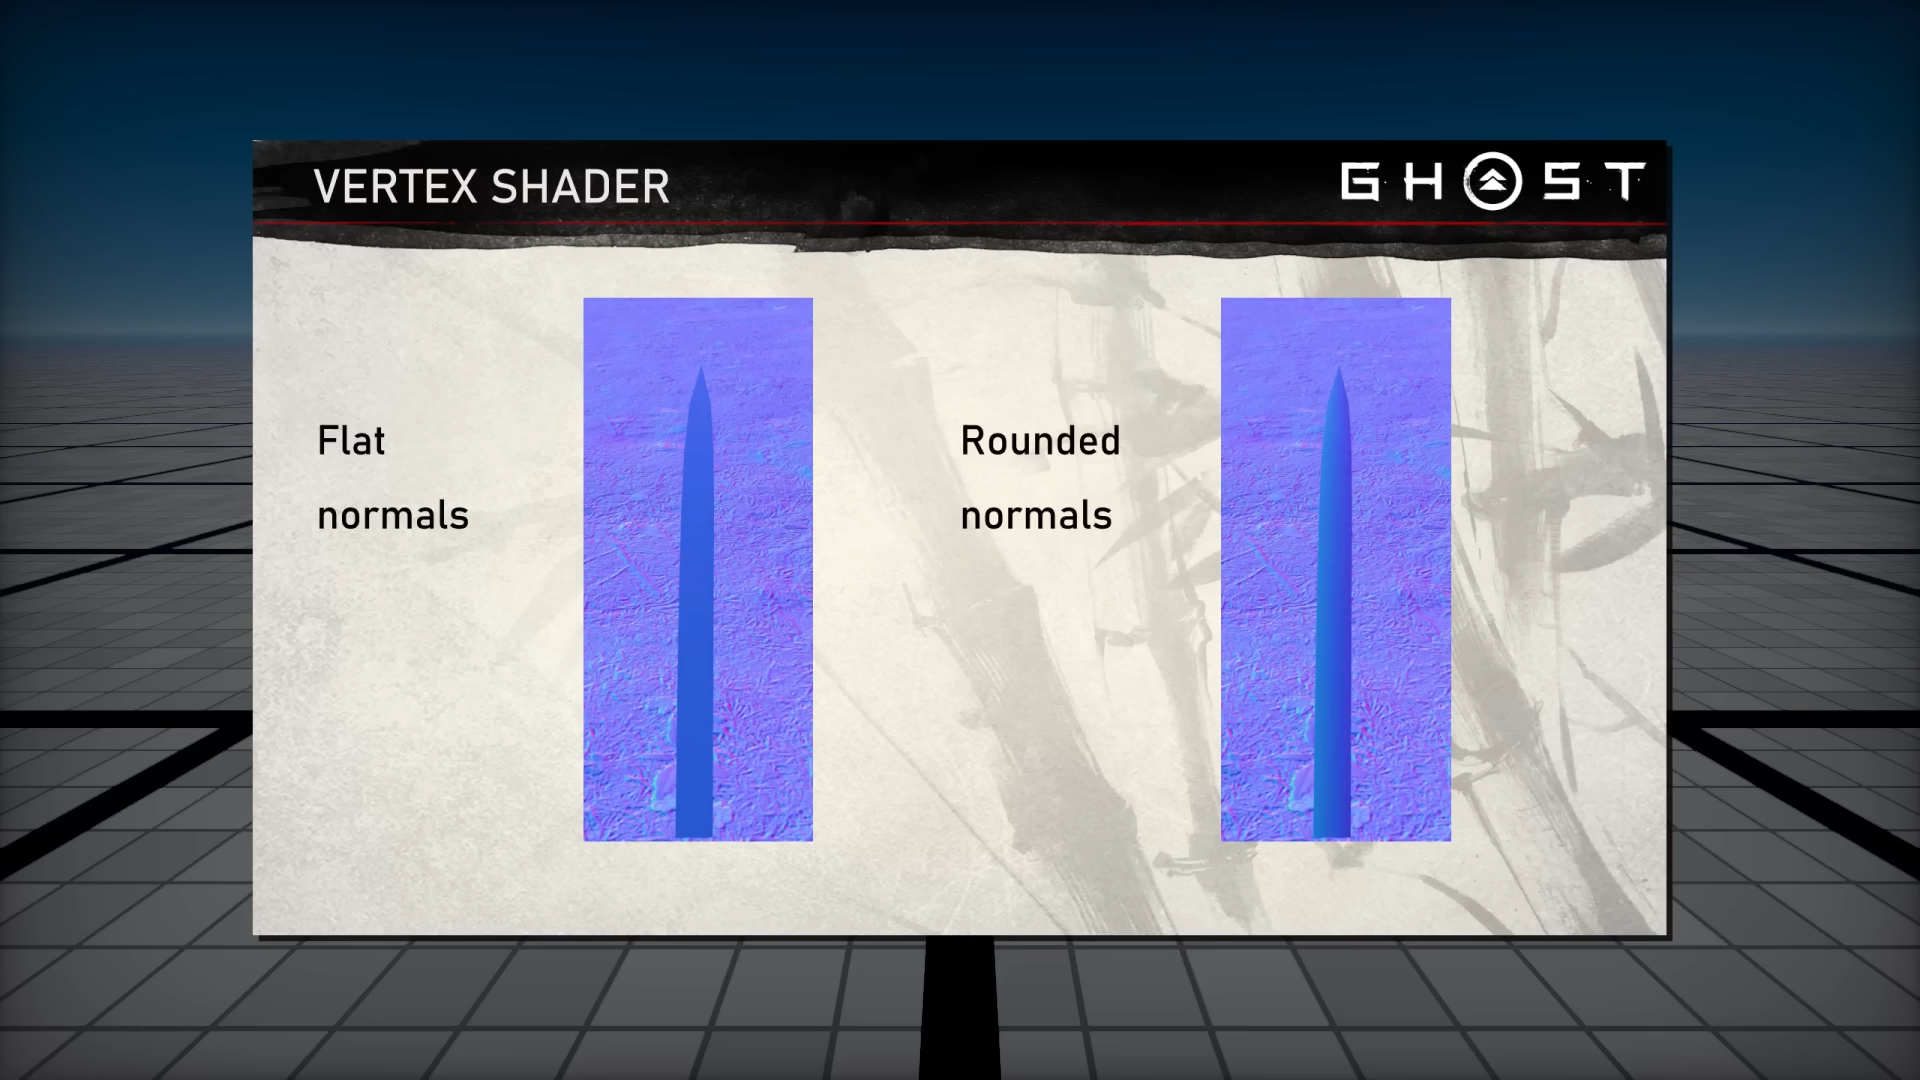 VERTEX SHADER
GHOST
Flat
normals
Rounded
normals